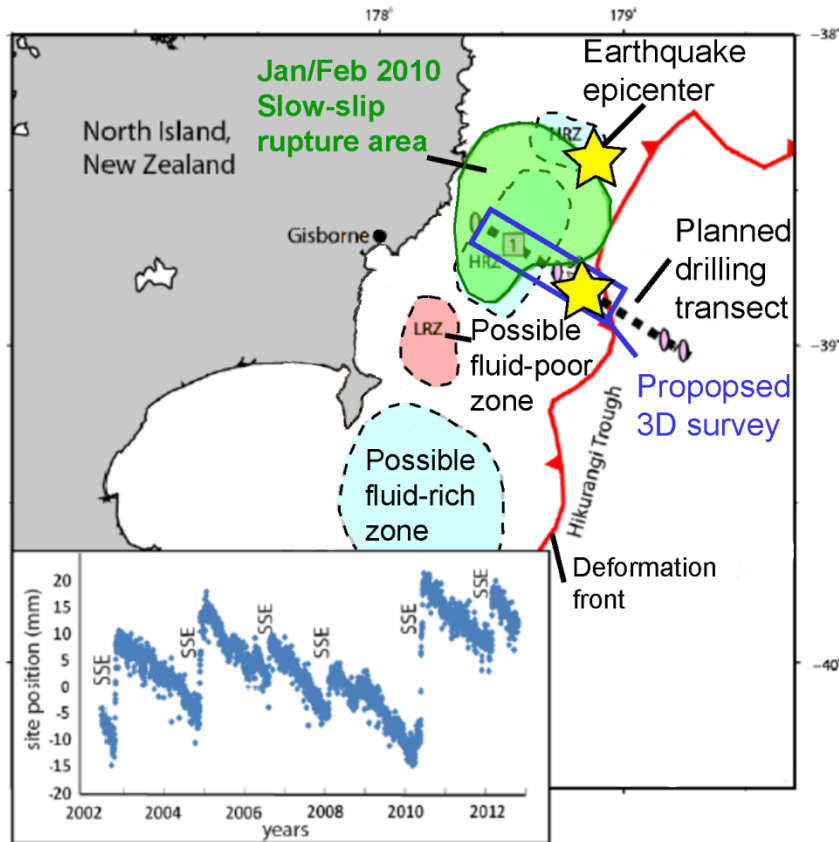 178°
179°
-38°
Jan/Feb 2010
Slow-slip
rupture area
Earthquake
epicenter
North Island,
New Zealand
HRZ
Gisborne
1
HRZ
Planned
drilling
transect
-39°
LRZ
Possible
fluid-poor
zone
Propopsed
3D survey
Possible
fluid-rich
zone
Hikurangi Trough
Deformation
front
-40°
site position (mm)
20
15
10
5
0
-5
-10
-15
-20
SSE
SSE
SSE
SSE
SSE
SSE
2002
2004
2006
2008
2010
2012
years